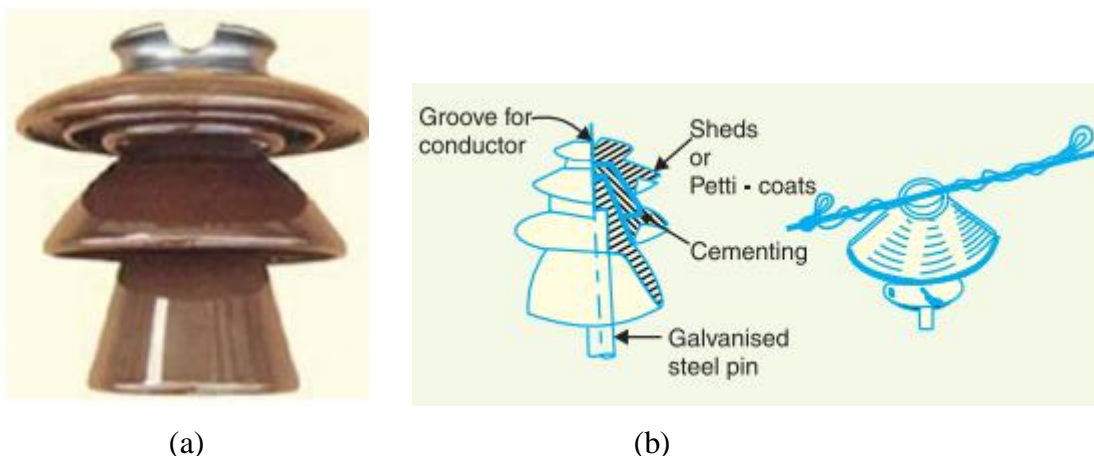 Groove for
conductor
Sheds
or
Petti - coats
Cementing
Galvanised
steel pin
(a)
(b)